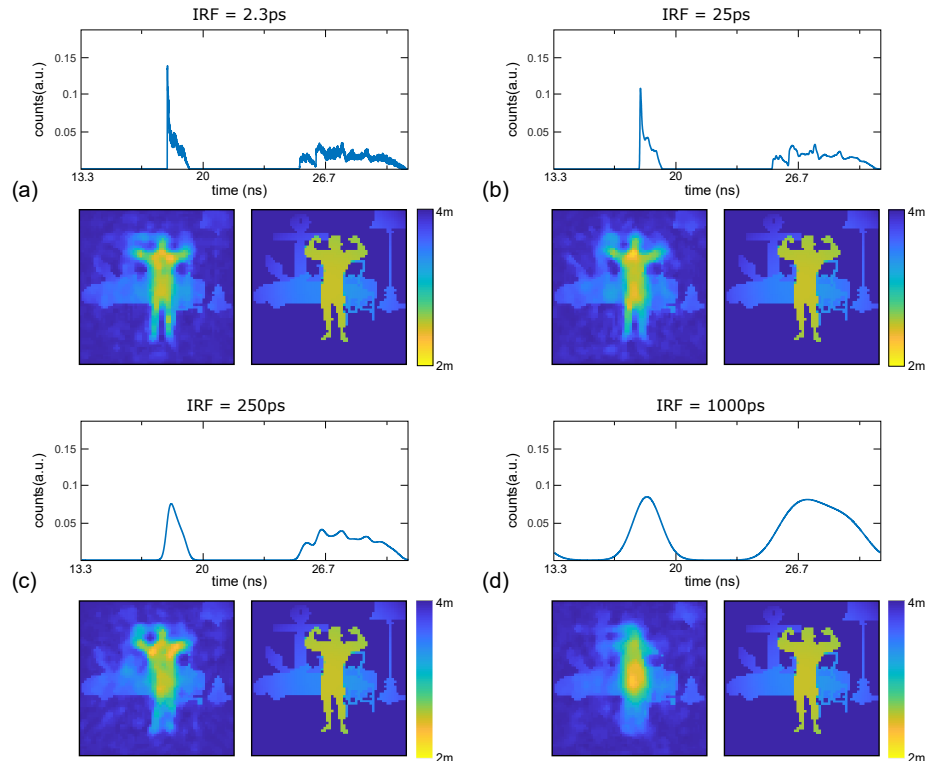 IRF = 2.3ps
0.15
0.1
0.05
counts(a.u.)
13.3
20
26.7
time (ns)
(a)
4m
2m
IRF = 25ps
0.15
0.1
0.05
counts(a.u.)
13.3
20
26.7
time (ns)
(b)
4m
2m
IRF = 250ps
0.15
0.1
0.05
counts(a.u.)
13.3
20
26.7
time (ns)
(c)
4m
2m
IRF = 1000ps
0.15
0.1
0.05
counts(a.u.)
13.3
20
26.7
time (ns)
(d)
4m
2m